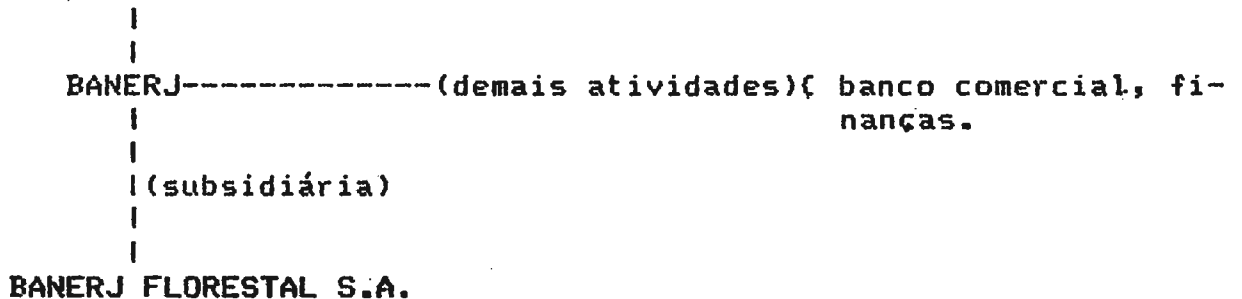 BANERJ-------------(demais atividades){ banco comercial, fi-
nanças.
(subsidiária)
BANERJ FLORESTAL S.A.